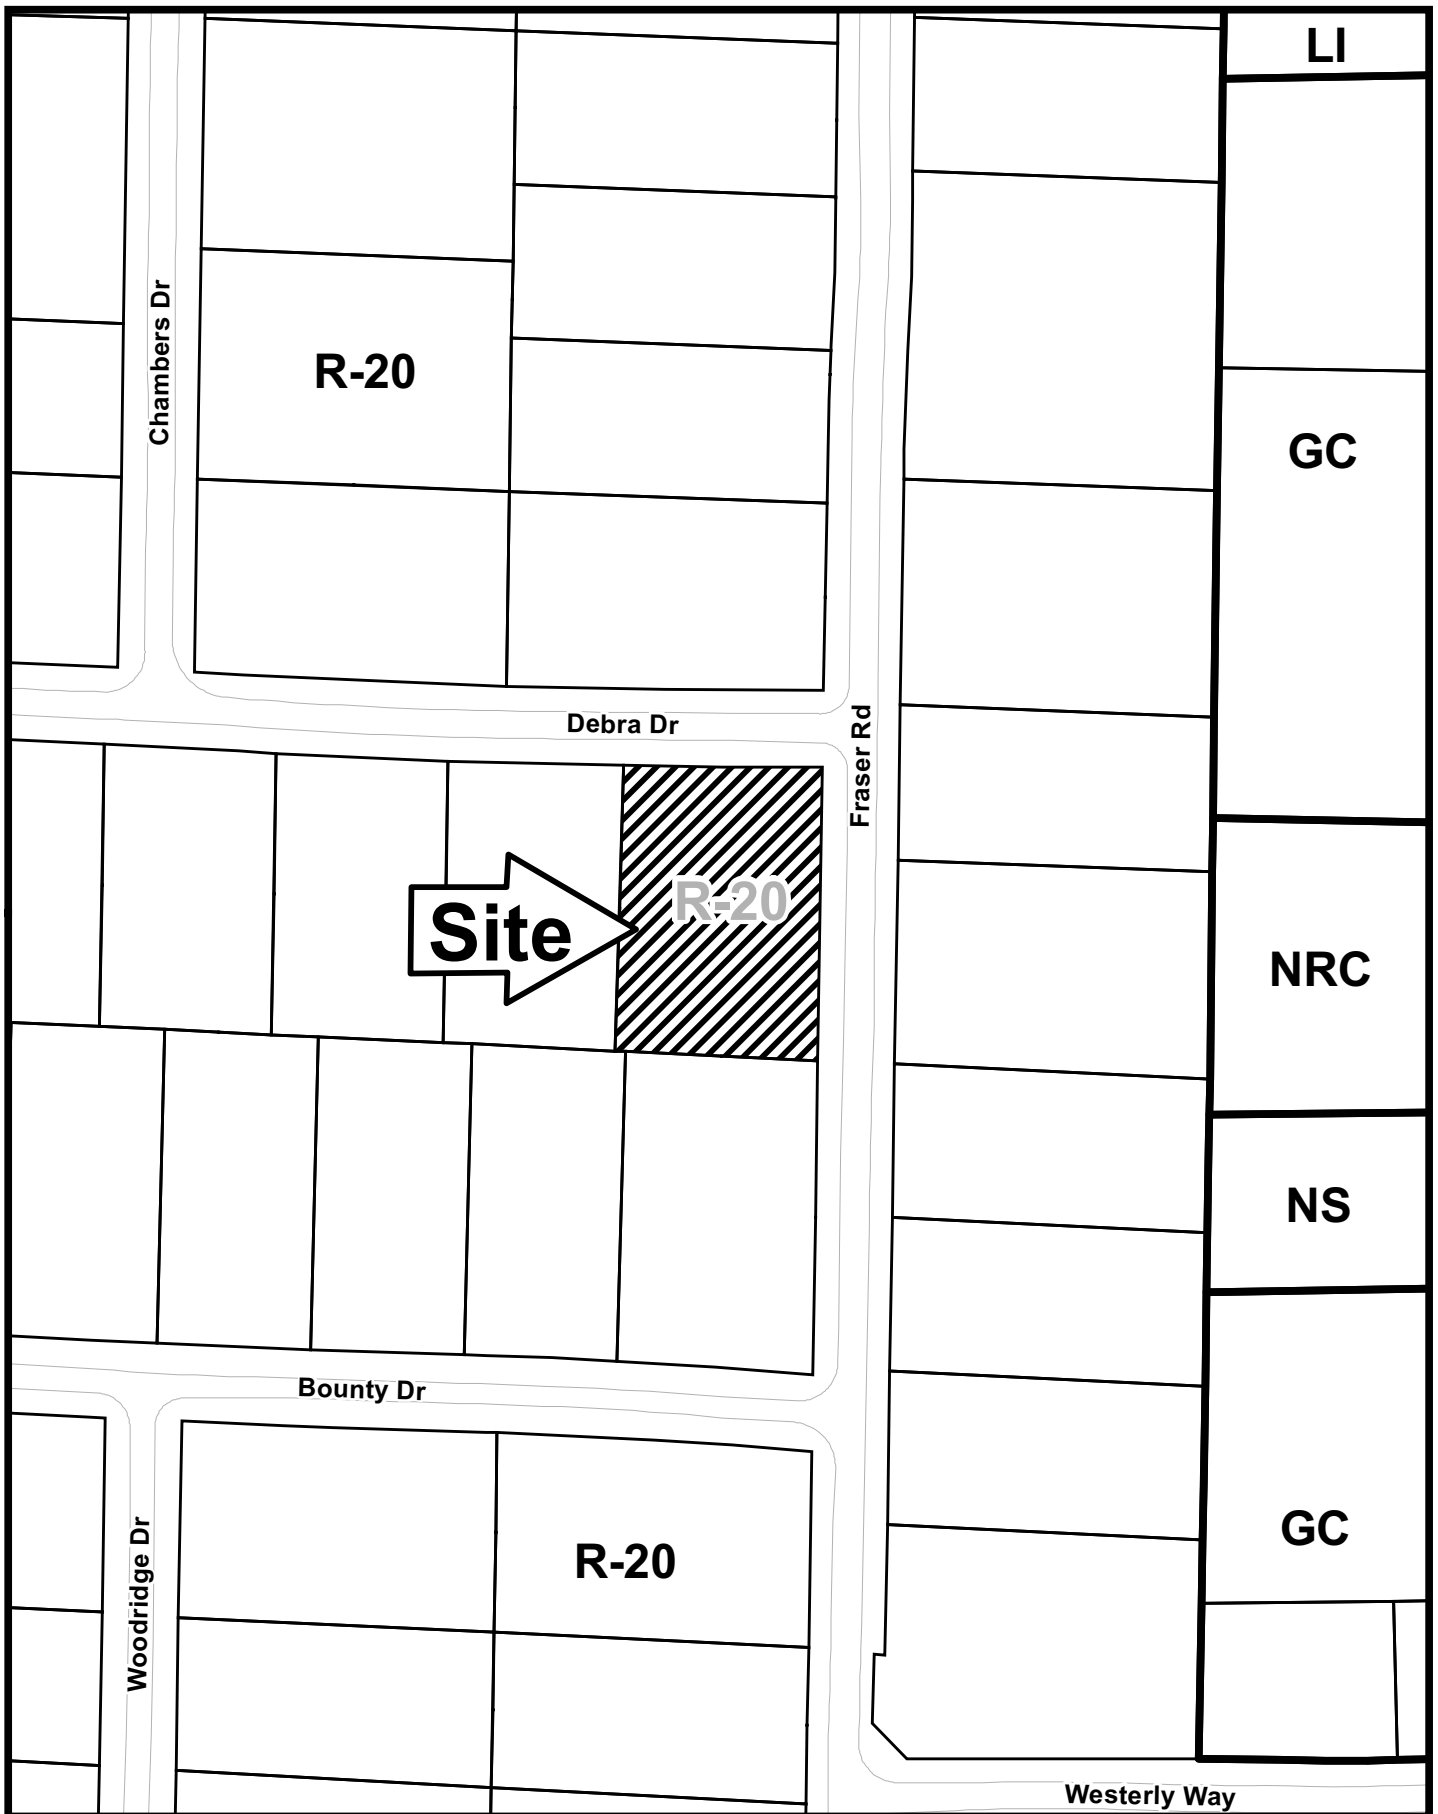 LI
Chambers Dr
R-20
GC
Debra Dr
Fraser Rd
R-20
Site
NRC
NS
Bounty Dr
GC
R-20
Woodridge Dr
Westerly Way